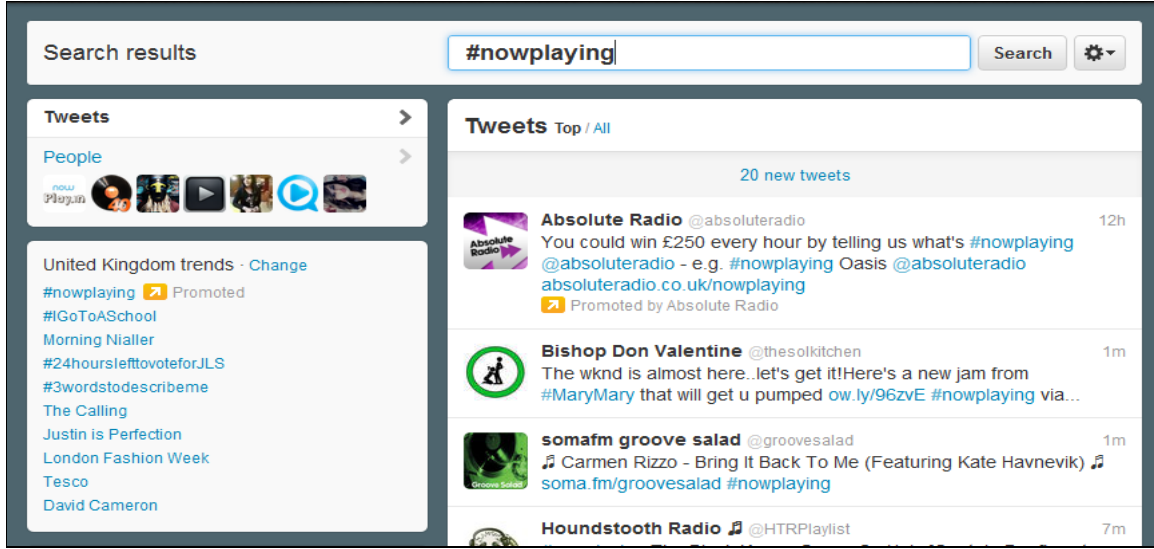 Search results
#nowplaying
Search
Tweets
People
now
Play.in
40
United Kingdom trends · Change
#nowplaying Promoted
#IGoToASchool
Morning Nialler
#24hourslefttovoteforJLS
#3wordstodescribeme
The Calling
Justin is Perfection
London Fashion Week
Tesco
David Cameron
Tweets Top / All
20 new tweets
Absolute Radio
Absolute Radio @absoluteradio 12h
You could win £250 every hour by telling us what's #nowplaying
@absoluteradio - e.g. #nowplaying Oasis @absoluteradio
absoluteradio.co.uk/nowplaying
Promoted by Absolute Radio
Bishop Don Valentine @thesolkitchen 1m
The wknd is almost here..let's get it!Here's a new jam from
#MaryMary that will get u pumped ow.ly/96zvE #nowplaying via...
Groove Salad
somafm groove salad @groovesalad 1m
♫ Carmen Rizzo - Bring It Back To Me (Featuring Kate Havnevik) ♫
soma.fm/groovesalad #nowplaying
Houndstooth Radio ♫ @HTRPlaylist 7m